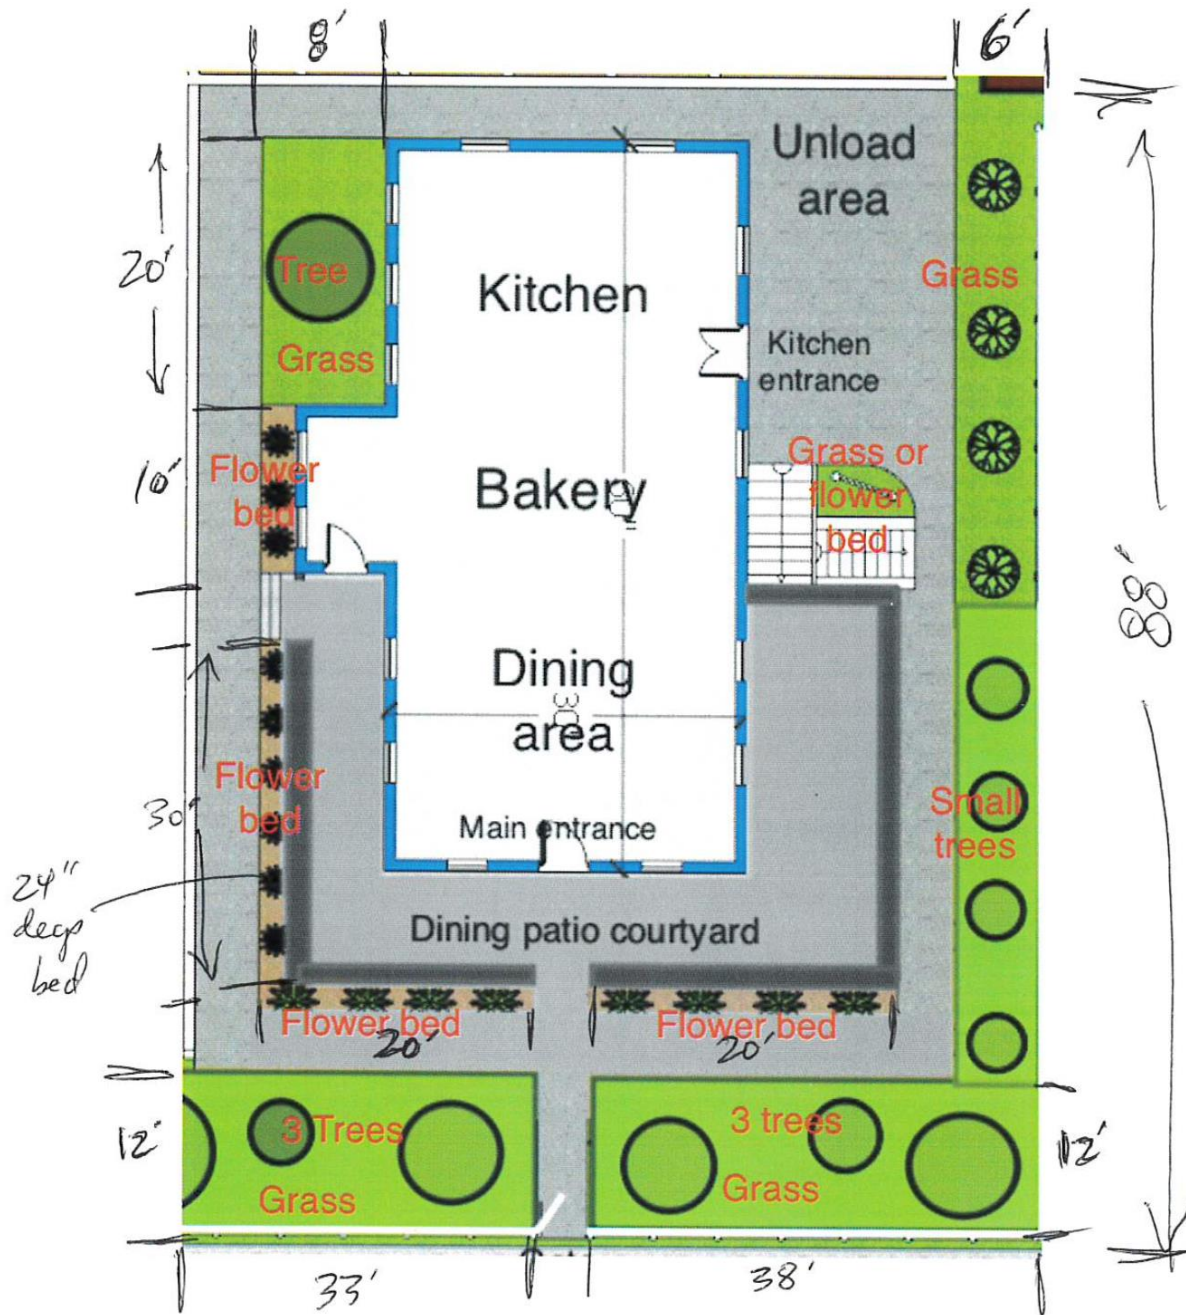 8'
6'
Unload
area
20'
Tree
Kitchen
Grass
Grass
Kitchen
entrance
10"
Flower
bed
Bakery
Grass or
flower
bed
88'
Dining
area
30'
Flower
bed
30"
Small
trees
Main entrance
24"
deep
bed
Dining patio courtyard
Flower bed
Flower bed
20'
20'
12"
3 Trees
Grass
3 trees
Grass
12'
33'
38'